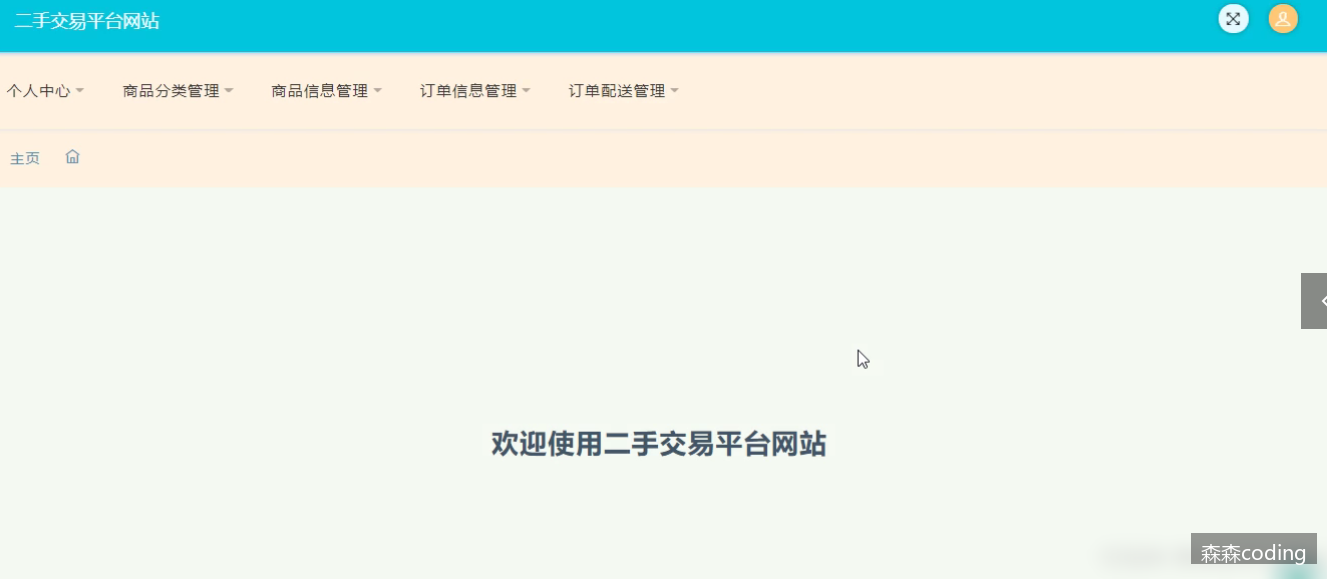 二手交易平台网站
个人中心 商品分类管理 商品信息管理 订单信息管理 订单配送管理
主页
欢迎使用二手交易平台网站
森森coding